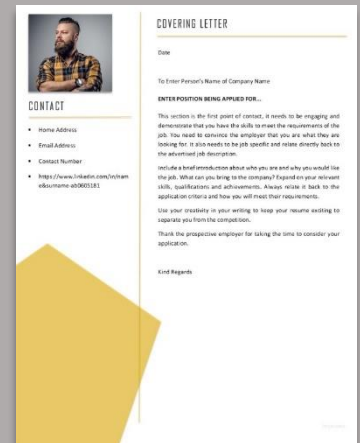 COVERING LETTER
Date
To Enter Person's Name of Company Name
ENTER POSITION BEING APPLIED FOR...
This section is the first point of contact, it needs to be engaging and
demonstrate that you have the skills to meet the requirements of the
job. You need to convince the employer that you are what they are
looking for. It also needs to be job specific and relate directly back to
the advertised job description.
Include a brief introduction about who you are and why you would like
the job. What can you bring to the company? Expand on your relevant
skills, qualifications and achievements. Always relate it back to the
application criteria and how you will meet their requirements.
Use your creativity in your writing to keep your resume exciting to
separate you from the competition.
Thank the prospective employer for taking the time to consider your
application.
Kind Regards
CONTACT
Home Address
Email Address
Contact Number
https://www.linkedin.com/in/nam
e&surname-ab0605181